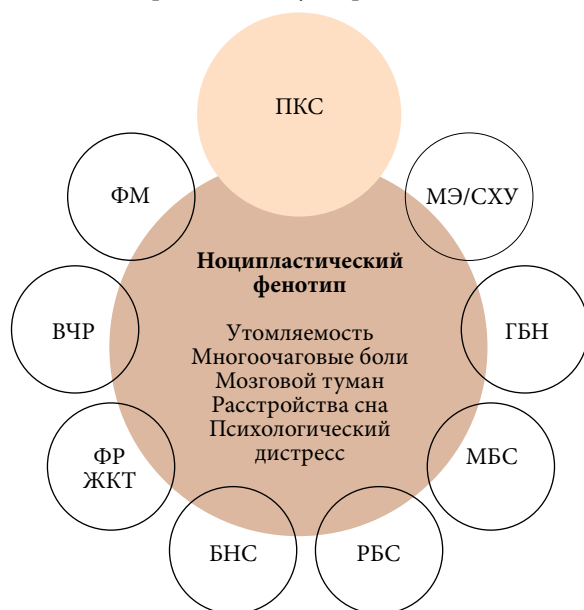 ПКС
ФМ
МЭ/СХУ
Ноципластический
фенотип
ВЧР
ГБН
Утомляемость
Многоочаговые боли
Мозговой туман
Расстройства сна
Психологический
дистресс
ФР
ЖКТ
МБС
БНС
РБС